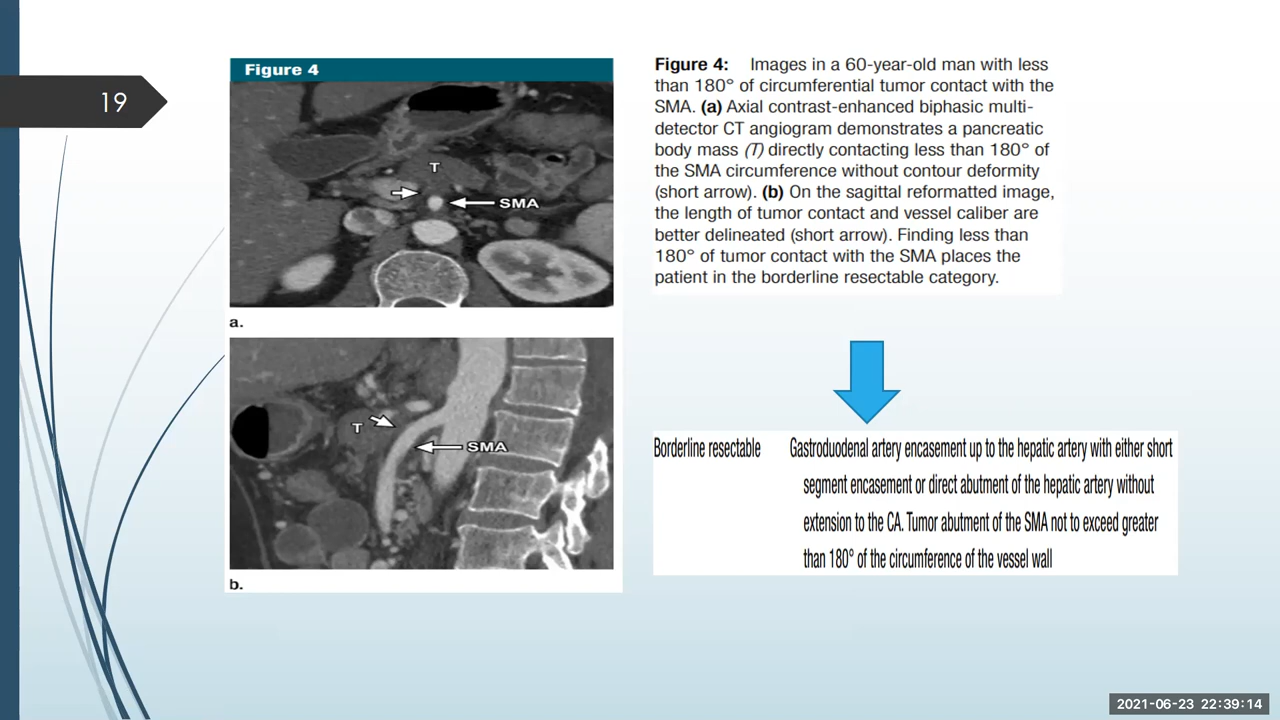 19
Figure 4
T
SMA
a.
T
SMA
b.
Figure 4: Images in a 60-year-old man with less
than 180° of circumferential tumor contact with the
SMA. (a) Axial contrast-enhanced biphasic multi-
detector CT angiogram demonstrates a pancreatic
body mass (T) directly contacting less than 180° of
the SMA circumference without contour deformity
(short arrow). (b) On the sagittal reformatted image,
the length of tumor contact and vessel caliber are
better delineated (short arrow). Finding less than
180° of tumor contact with the SMA places the
patient in the borderline resectable category.
Borderline resectable Gastroduodenal artery encasement up to the hepatic artery with either short
segment encasement or direct abutment of the hepatic artery without
extension to the CA. Tumor abutment of the SMA not to exceed greater
than 180° of the circumference of the vessel wall
2021-06-23 22:39:14